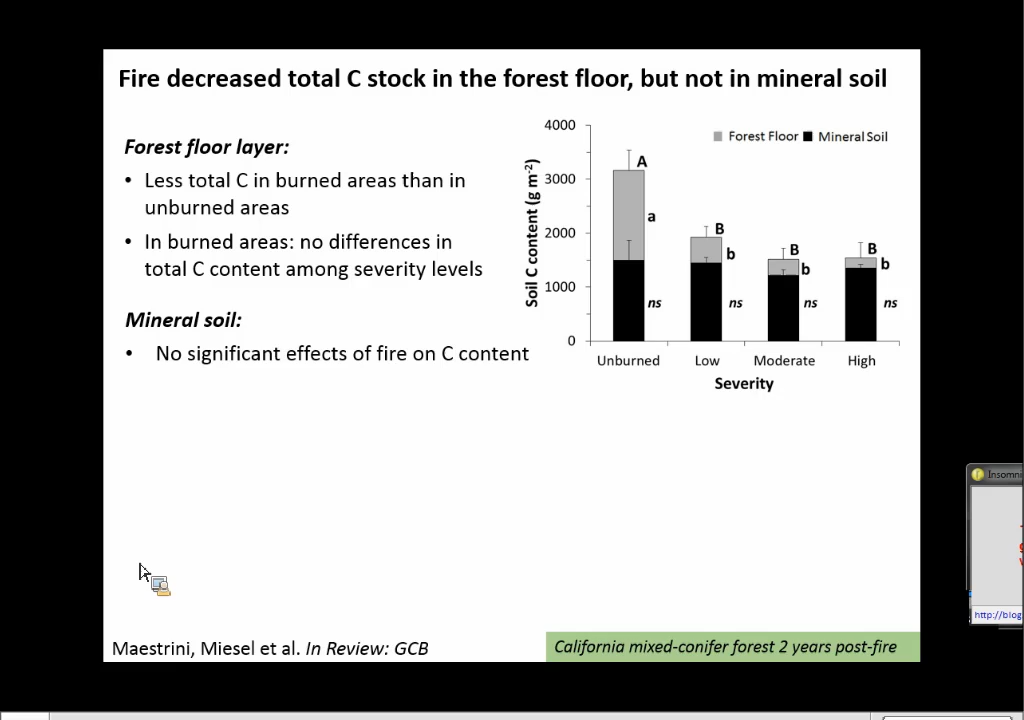 Fire decreased total C stock in the forest floor, but not in mineral soil
Forest floor layer:
• Less total C in burned areas than in
unburned areas
• In burned areas: no differences in
total C content among severity levels
Mineral soil:
• No significant effects of fire on C content
Forest Floor Mineral Soil
Soil C content (g m-2)
4000
3000
2000
1000
0
A
a
ns
B
b
ns
B
b
ns
B
b
ns
Unburned Low Moderate High
Severity
Maestrini, Miesel et al. In Review: GCB
California mixed-conifer forest 2 years post-fire
http://blog